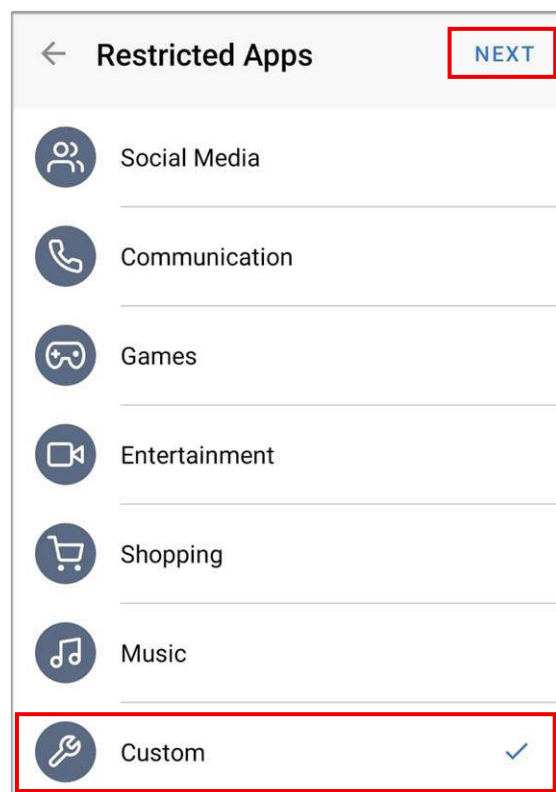 Restricted Apps NEXT
Social Media
Communication
Games
Entertainment
Shopping
Music
Custom